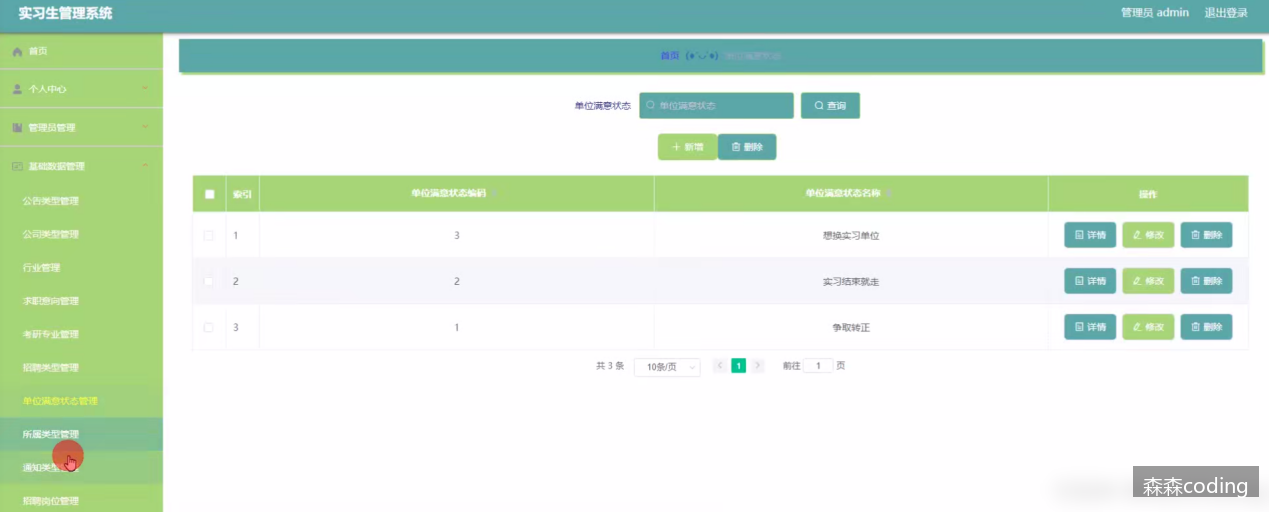 实习生管理系统
管理员 admin 退出登录
首页
首页 (●'◡'●) 单位满意状态
个人中心
单位满意状态 单位满意状态 查询
管理员管理
新增 删除
基础数据管理
公告类型管理
索引 单位满意状态编码 单位满意状态名称 操作
公司类型管理
1 3 想换实习单位 详情 修改 删除
行业管理
2 2 实习结束就走 详情 修改 删除
求职意向管理
考研专业管理
3 1 争取转正 详情 修改 删除
招聘类型管理
共 3 条 10条/页 1 前往 1 页
单位满意状态管理
所属类型管理
通知类型
招聘岗位管理
森森coding